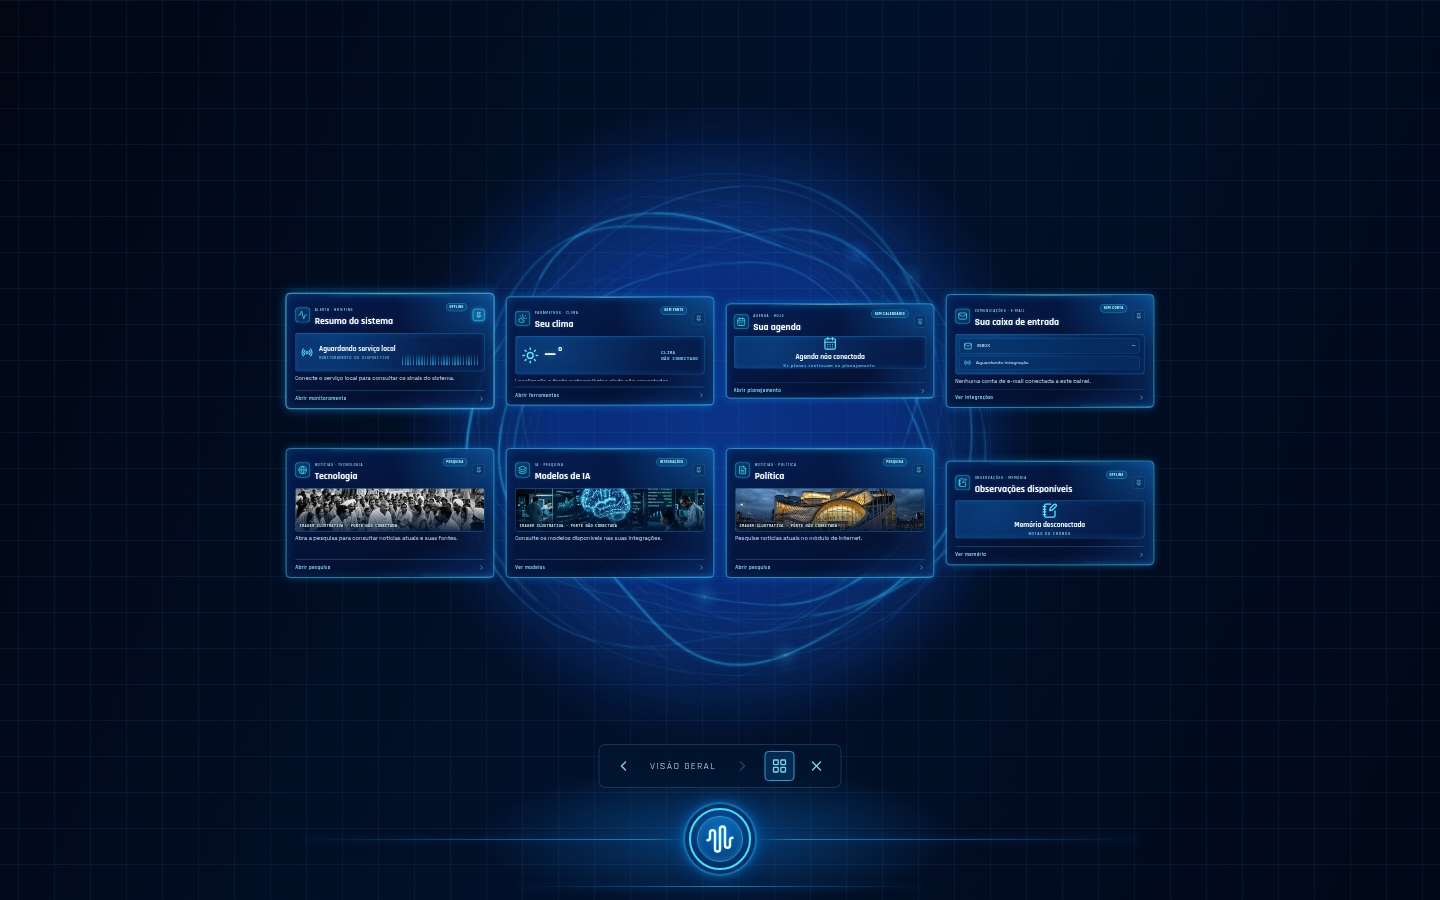 ALERTA · BRIEFING
OFFLINE
Resumo do sistema
Aguardando serviço local
MONITORAMENTO DO DISPOSITIVO
Conecte o serviço local para consultar os sinais do sistema.
Abrir monitoramento
PARÂMETROS · CLIMA
SEM FONTE
Seu clima
—°
CLIMA
NÃO CONECTADO
Abrir ferramentas
AGENDA · HOJE
SEM CALENDÁRIO
Sua agenda
Agenda não conectada
Os planos continuam no planejamento.
Abrir planejamento
COMUNICAÇÕES · E-MAIL
SEM CONTA
Sua caixa de entrada
INBOX
—
Aguardando integração
Nenhuma conta de e-mail conectada a este painel.
Ver integrações
NOTÍCIAS · TECNOLOGIA
PESQUISA
Tecnologia
IMAGEM ILUSTRATIVA · FONTE NÃO CONECTADA
Abra a pesquisa para consultar notícias atuais e suas fontes.
Abrir pesquisa
IA · PESQUISA
INTEGRAÇÕES
Modelos de IA
IMAGEM ILUSTRATIVA · FONTE NÃO CONECTADA
Consulte os modelos disponíveis nas suas integrações.
Ver modelos
NOTÍCIAS · POLÍTICA
PESQUISA
Política
IMAGEM ILUSTRATIVA · FONTE NÃO CONECTADA
Pesquise notícias atuais no módulo de Internet.
Abrir pesquisa
OBSERVAÇÕES · MEMÓRIA
OFFLINE
Observações disponíveis
Memória desconectada
NOTAS DO CRONOS
Ver memória
VISÃO GERAL